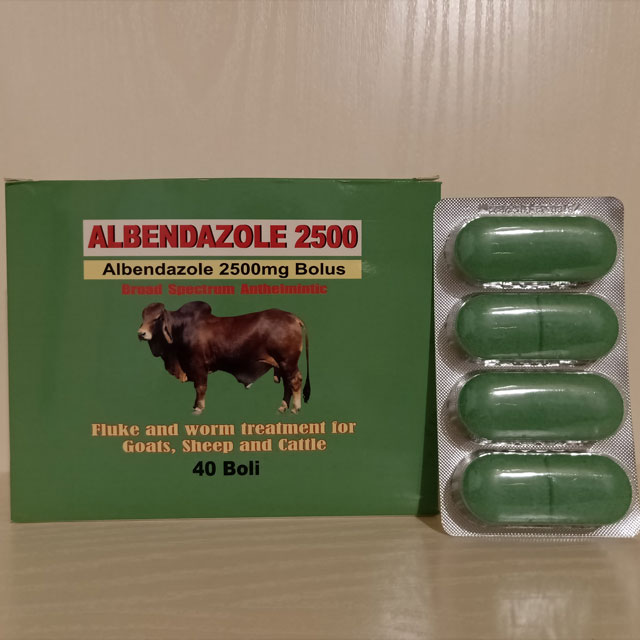 ALBENDAZOLE 2500
Albendazole 2500mg Bolus
Broad Spectrum Anthelmintic
Fluke and worm treatment for
Goats, Sheep and Cattle
40 Boli